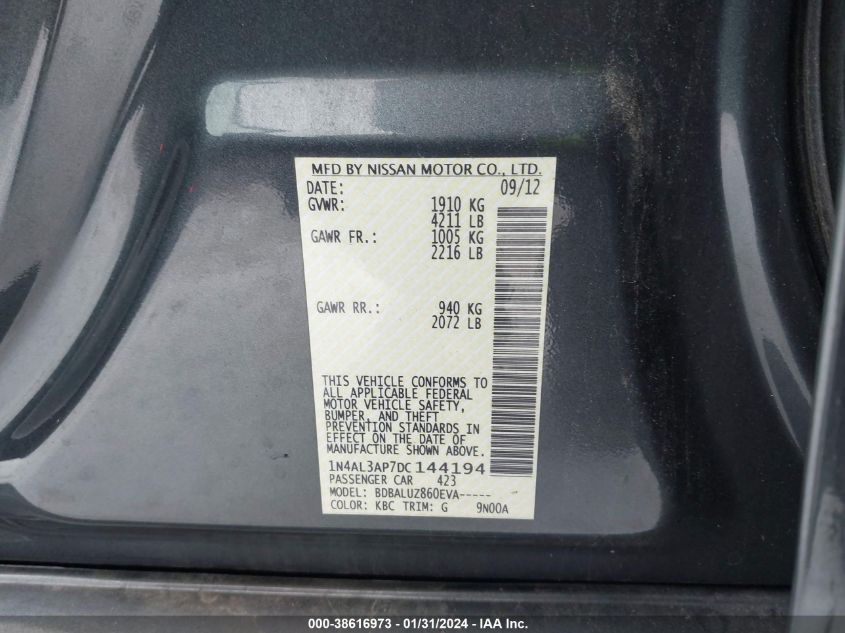 MFD BY NISSAN MOTOR CO., LTD.
DATE: 09/12
GVWR: 1910 KG
4211 LB
GAWR FR.: 1005 KG
2216 LB
GAWR RR.: 940 KG
2072 LB
THIS VEHICLE CONFORMS TO
ALL APPLICABLE FEDERAL
MOTOR VEHICLE SAFETY,
BUMPER, AND THEFT
PREVENTION STANDARDS IN
EFFECT ON THE DATE OF
MANUFACTURE SHOWN ABOVE.
1N4AL3AP7DC144194
PASSENGER CAR 423
MODEL: BDBALUZ860EVA-----
COLOR: KBC TRIM: G 9N00A
000-38616973 - 01/31/2024 - IAAI.com